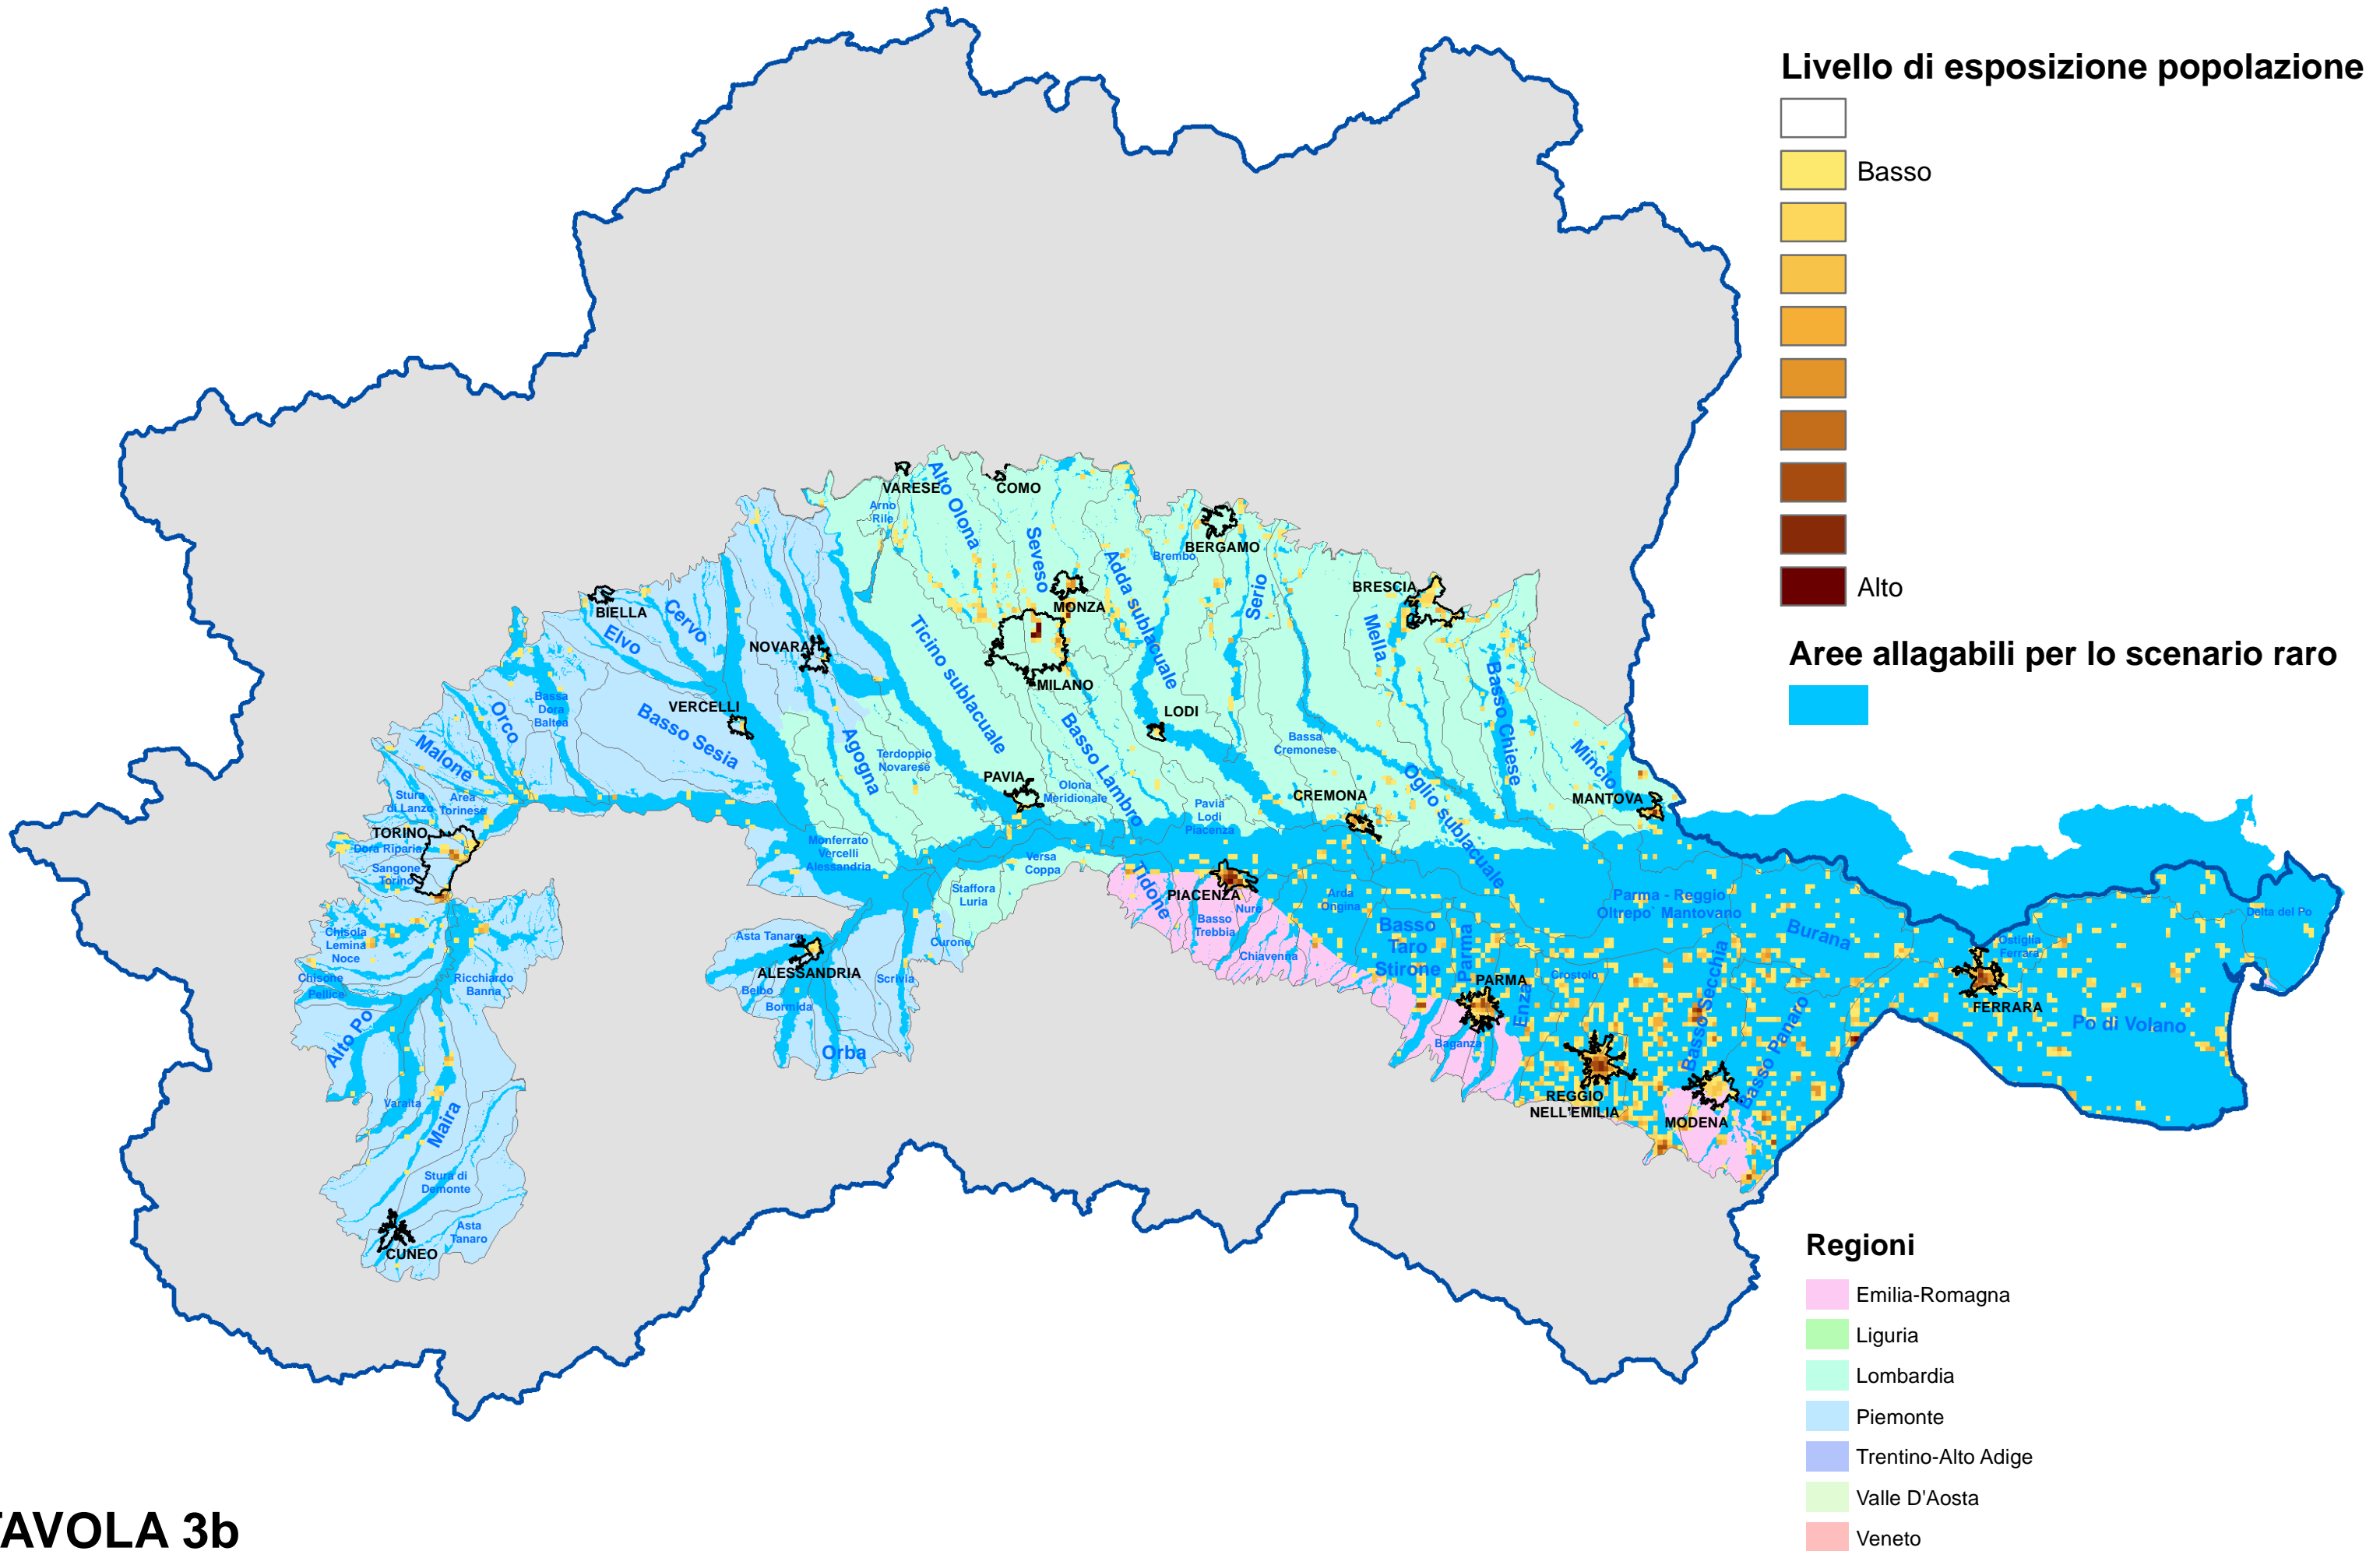 Livello di esposizione popolazione
Basso
Alto
Aree allagabili per lo scenario raro
VARESE
COMO
Alto Olona
Arno
Rile
Seveso
BERGAMO
Brembo
Adda sublacuale
Serio
BRESCIA
MONZA
BIELLA
Cervo
Elvo
NOVARA
MILANO
Ticino sublacuale
Mella
Basso Chiese
Bassa
Dora
Baltea
Orco
VERCELLI
Basso Sesia
LODI
Basso Lambro
Bassa
Cremonese
Mincio
Malone
Agogna
Terdoppio
Novarese
PAVIA
Olona
Meridionale
Pavia
Lodi
Piacenza
CREMONA
Oglio sublacuale
MANTOVA
Stura
di Lanzo
Area
Torinese
TORINO
Dora Riparia
Sangone
Torino
Monferrato
Vercelli
Alessandria
Versa
Coppa
Staffora
Luria
Tidone
PIACENZA
Nure
Basso
Trebbia
Arda
Ongina
Parma - Reggio
Oltrepo` Mantovano
Delta del Po
Chisola
Lemina
Noce
Asta Tanaro
Curone
Chiavenna
Basso
Taro
Stirone
Parma
Burana
Ostiglia
Ferrara
ALESSANDRIA
Scrivia
Belbo
Bormida
Orba
Chisone
Pellice
Ricchiardo
Banna
PARMA
Enza
Crostolo
Basso Secchia
Basso Panaro
FERRARA
Po di Volano
Alto Po
Baganza
Varaita
Maira
REGGIO
NELL'EMILIA
MODENA
Stura di
Demonte
Asta
Tanaro
CUNEO
Regioni
Emilia-Romagna
Liguria
Lombardia
Piemonte
Trentino-Alto Adige
Valle D'Aosta
Veneto
TAVOLA 3b